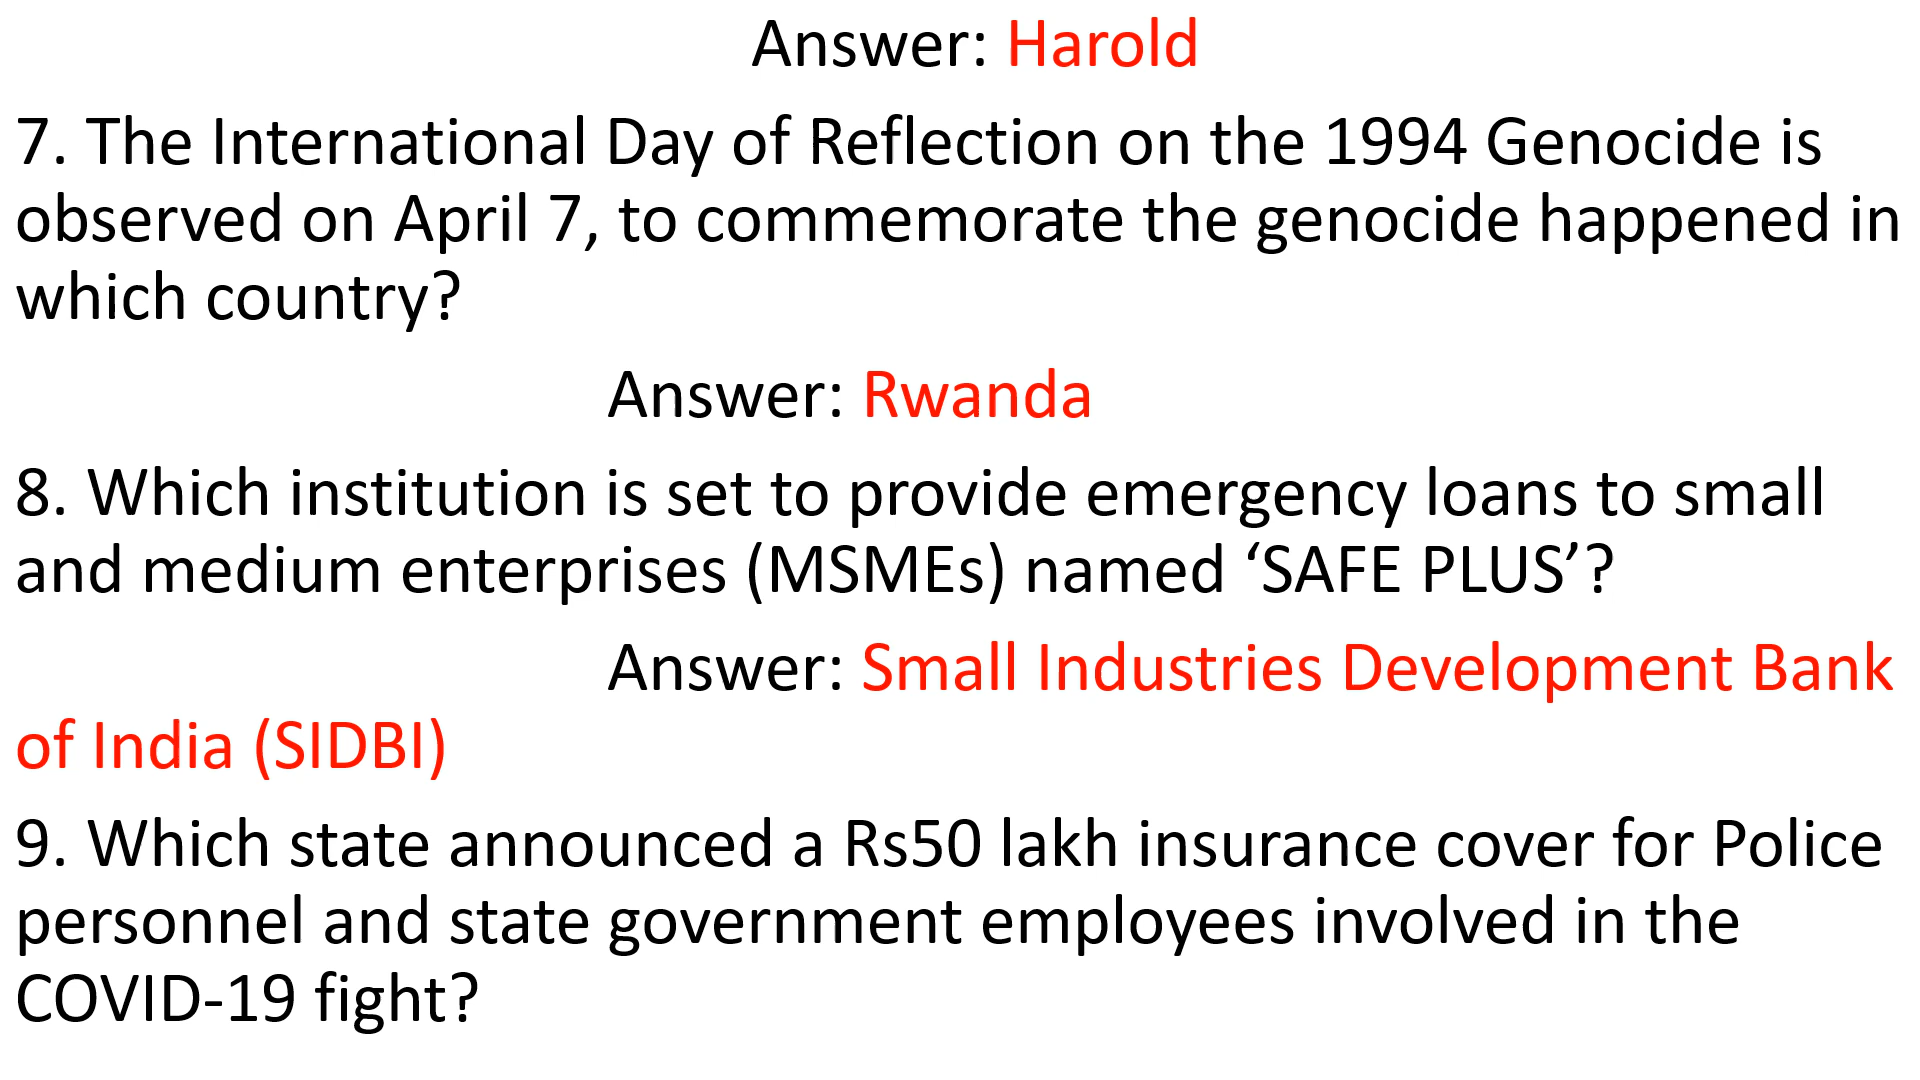 Answer: Harold
7. The International Day of Reflection on the 1994 Genocide is
observed on April 7, to commemorate the genocide happened in
which country?
Answer: Rwanda
8. Which institution is set to provide emergency loans to small
and medium enterprises (MSMEs) named ‘SAFE PLUS’?
Answer: Small Industries Development Bank
of India (SIDBI)
9. Which state announced a Rs50 lakh insurance cover for Police
personnel and state government employees involved in the
COVID-19 fight?